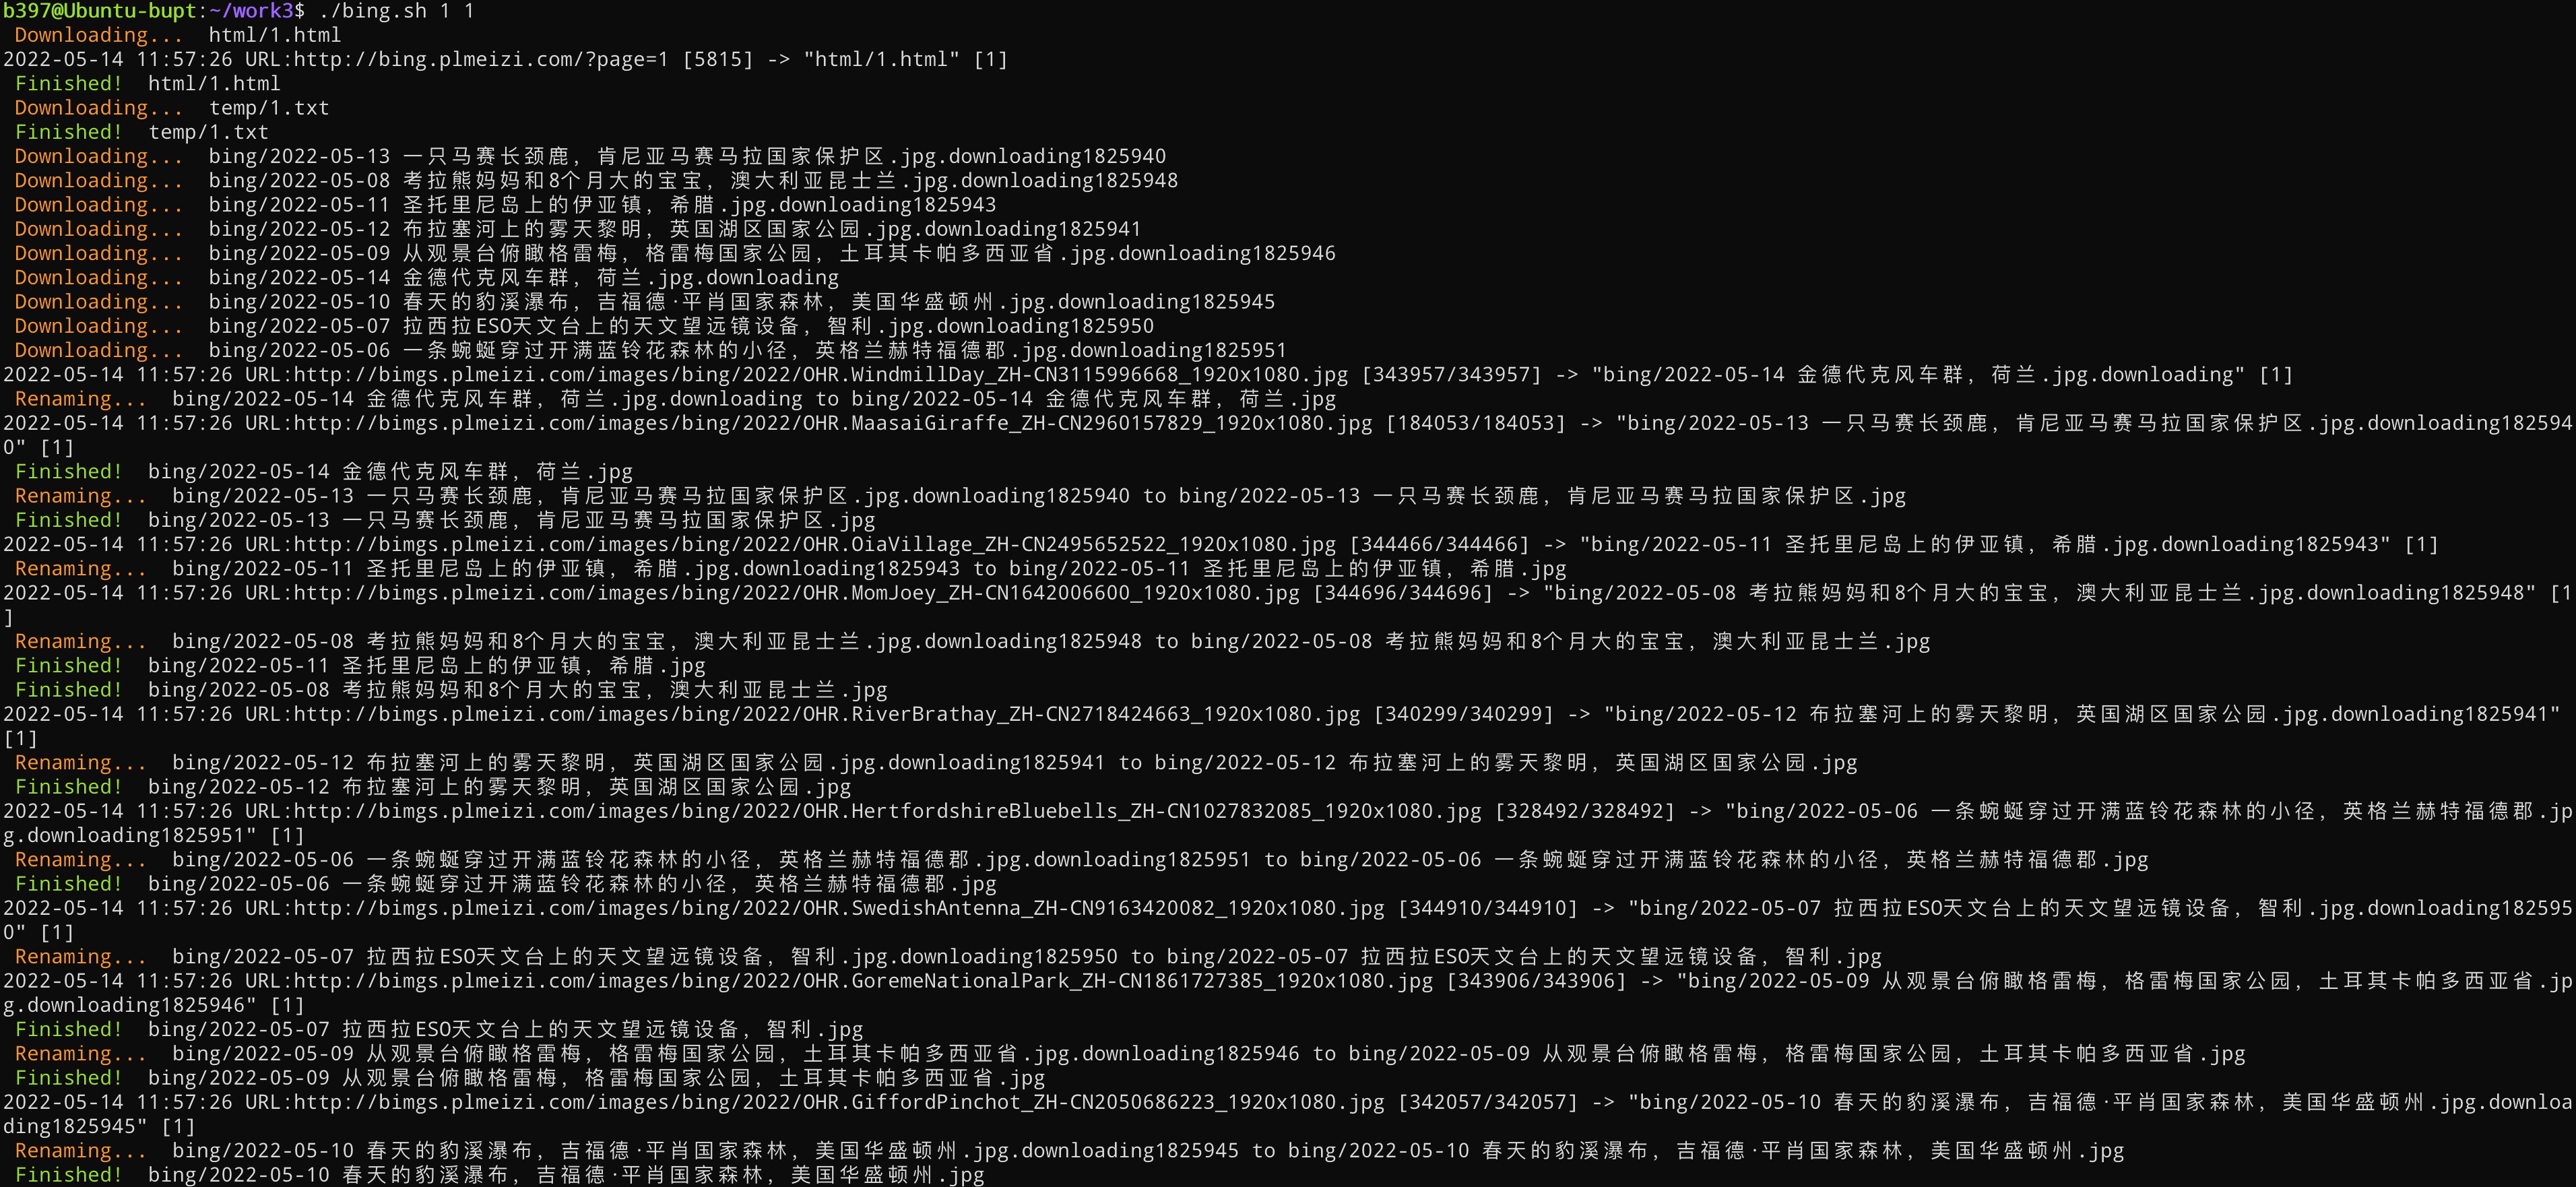 b397@Ubuntu-bupt:~/work3$ ./bing.sh 1 1
Downloading... html/1.html
2022-05-14 11:57:26 URL:http://bing.plmeizi.com/?page=1 [5815] -> "html/1.html" [1]
Finished! html/1.html
Downloading... temp/1.txt
Finished! temp/1.txt
Downloading... bing/2022-05-13 一只马赛长颈鹿，肯尼亚马赛马拉国家保护区.jpg.downloading1825940
Downloading... bing/2022-05-08 考拉熊妈妈和8个月大的宝宝，澳大利亚昆士兰.jpg.downloading1825948
Downloading... bing/2022-05-11 圣托里尼岛上的伊亚镇，希腊.jpg.downloading1825943
Downloading... bing/2022-05-12 布拉塞河上的雾天黎明，英国湖区国家公园.jpg.downloading1825941
Downloading... bing/2022-05-09 从观景台俯瞰格雷梅，格雷梅国家公园，土耳其卡帕多西亚省.jpg.downloading1825946
Downloading... bing/2022-05-14 金德代克风车群，荷兰.jpg.downloading
Downloading... bing/2022-05-10 春天的豹溪瀑布，吉福德·平肖国家森林，美国华盛顿州.jpg.downloading1825945
Downloading... bing/2022-05-07 拉西拉ESO天文台上的天文望远镜设备，智利.jpg.downloading1825950
Downloading... bing/2022-05-06 一条蜿蜒穿过开满蓝铃花森林的小径，英格兰赫特福德郡.jpg.downloading1825951
2022-05-14 11:57:26 URL:http://bimgs.plmeizi.com/images/bing/2022/OHR.WindmillDay_ZH-CN3115996668_1920x1080.jpg [343957/343957] -> "bing/2022-05-14 金德代克风车群，荷兰.jpg.downloading" [1]
Renaming... bing/2022-05-14 金德代克风车群，荷兰.jpg.downloading to bing/2022-05-14 金德代克风车群，荷兰.jpg
2022-05-14 11:57:26 URL:http://bimgs.plmeizi.com/images/bing/2022/OHR.MaasaiGiraffe_ZH-CN2960157829_1920x1080.jpg [184053/184053] -> "bing/2022-05-13 一只马赛长颈鹿，肯尼亚马赛马拉国家保护区.jpg.downloading182594
0" [1]
Finished! bing/2022-05-14 金德代克风车群，荷兰.jpg
Renaming... bing/2022-05-13 一只马赛长颈鹿，肯尼亚马赛马拉国家保护区.jpg.downloading1825940 to bing/2022-05-13 一只马赛长颈鹿，肯尼亚马赛马拉国家保护区.jpg
Finished! bing/2022-05-13 一只马赛长颈鹿，肯尼亚马赛马拉国家保护区.jpg
2022-05-14 11:57:26 URL:http://bimgs.plmeizi.com/images/bing/2022/OHR.OiaVillage_ZH-CN2495652522_1920x1080.jpg [344466/344466] -> "bing/2022-05-11 圣托里尼岛上的伊亚镇，希腊.jpg.downloading1825943" [1]
Renaming... bing/2022-05-11 圣托里尼岛上的伊亚镇，希腊.jpg.downloading1825943 to bing/2022-05-11 圣托里尼岛上的伊亚镇，希腊.jpg
2022-05-14 11:57:26 URL:http://bimgs.plmeizi.com/images/bing/2022/OHR.MomJoey_ZH-CN1642006600_1920x1080.jpg [344696/344696] -> "bing/2022-05-08 考拉熊妈妈和8个月大的宝宝，澳大利亚昆士兰.jpg.downloading1825948" [1
]
Renaming... bing/2022-05-08 考拉熊妈妈和8个月大的宝宝，澳大利亚昆士兰.jpg.downloading1825948 to bing/2022-05-08 考拉熊妈妈和8个月大的宝宝，澳大利亚昆士兰.jpg
Finished! bing/2022-05-11 圣托里尼岛上的伊亚镇，希腊.jpg
Finished! bing/2022-05-08 考拉熊妈妈和8个月大的宝宝，澳大利亚昆士兰.jpg
2022-05-14 11:57:26 URL:http://bimgs.plmeizi.com/images/bing/2022/OHR.RiverBrathay_ZH-CN2718424663_1920x1080.jpg [340299/340299] -> "bing/2022-05-12 布拉塞河上的雾天黎明，英国湖区国家公园.jpg.downloading1825941"
[1]
Renaming... bing/2022-05-12 布拉塞河上的雾天黎明，英国湖区国家公园.jpg.downloading1825941 to bing/2022-05-12 布拉塞河上的雾天黎明，英国湖区国家公园.jpg
Finished! bing/2022-05-12 布拉塞河上的雾天黎明，英国湖区国家公园.jpg
2022-05-14 11:57:26 URL:http://bimgs.plmeizi.com/images/bing/2022/OHR.HertfordshireBluebells_ZH-CN1027832085_1920x1080.jpg [328492/328492] -> "bing/2022-05-06 一条蜿蜒穿过开满蓝铃花森林的小径，英格兰赫特福德郡.jp
g.downloading1825951" [1]
Renaming... bing/2022-05-06 一条蜿蜒穿过开满蓝铃花森林的小径，英格兰赫特福德郡.jpg.downloading1825951 to bing/2022-05-06 一条蜿蜒穿过开满蓝铃花森林的小径，英格兰赫特福德郡.jpg
Finished! bing/2022-05-06 一条蜿蜒穿过开满蓝铃花森林的小径，英格兰赫特福德郡.jpg
2022-05-14 11:57:26 URL:http://bimgs.plmeizi.com/images/bing/2022/OHR.SwedishAntenna_ZH-CN9163420082_1920x1080.jpg [344910/344910] -> "bing/2022-05-07 拉西拉ESO天文台上的天文望远镜设备，智利.jpg.downloading182595
0" [1]
Renaming... bing/2022-05-07 拉西拉ESO天文台上的天文望远镜设备，智利.jpg.downloading1825950 to bing/2022-05-07 拉西拉ESO天文台上的天文望远镜设备，智利.jpg
2022-05-14 11:57:26 URL:http://bimgs.plmeizi.com/images/bing/2022/OHR.GoremeNationalPark_ZH-CN1861727385_1920x1080.jpg [343906/343906] -> "bing/2022-05-09 从观景台俯瞰格雷梅，格雷梅国家公园，土耳其卡帕多西亚省.jp
g.downloading1825946" [1]
Finished! bing/2022-05-07 拉西拉ESO天文台上的天文望远镜设备，智利.jpg
Renaming... bing/2022-05-09 从观景台俯瞰格雷梅，格雷梅国家公园，土耳其卡帕多西亚省.jpg.downloading1825946 to bing/2022-05-09 从观景台俯瞰格雷梅，格雷梅国家公园，土耳其卡帕多西亚省.jpg
Finished! bing/2022-05-09 从观景台俯瞰格雷梅，格雷梅国家公园，土耳其卡帕多西亚省.jpg
2022-05-14 11:57:26 URL:http://bimgs.plmeizi.com/images/bing/2022/OHR.GiffordPinchot_ZH-CN2050686223_1920x1080.jpg [342057/342057] -> "bing/2022-05-10 春天的豹溪瀑布，吉福德·平肖国家森林，美国华盛顿州.jpg.downloa
ding1825945" [1]
Renaming... bing/2022-05-10 春天的豹溪瀑布，吉福德·平肖国家森林，美国华盛顿州.jpg.downloading1825945 to bing/2022-05-10 春天的豹溪瀑布，吉福德·平肖国家森林，美国华盛顿州.jpg
Finished! bing/2022-05-10 春天的豹溪瀑布，吉福德·平肖国家森林，美国华盛顿州.jpg